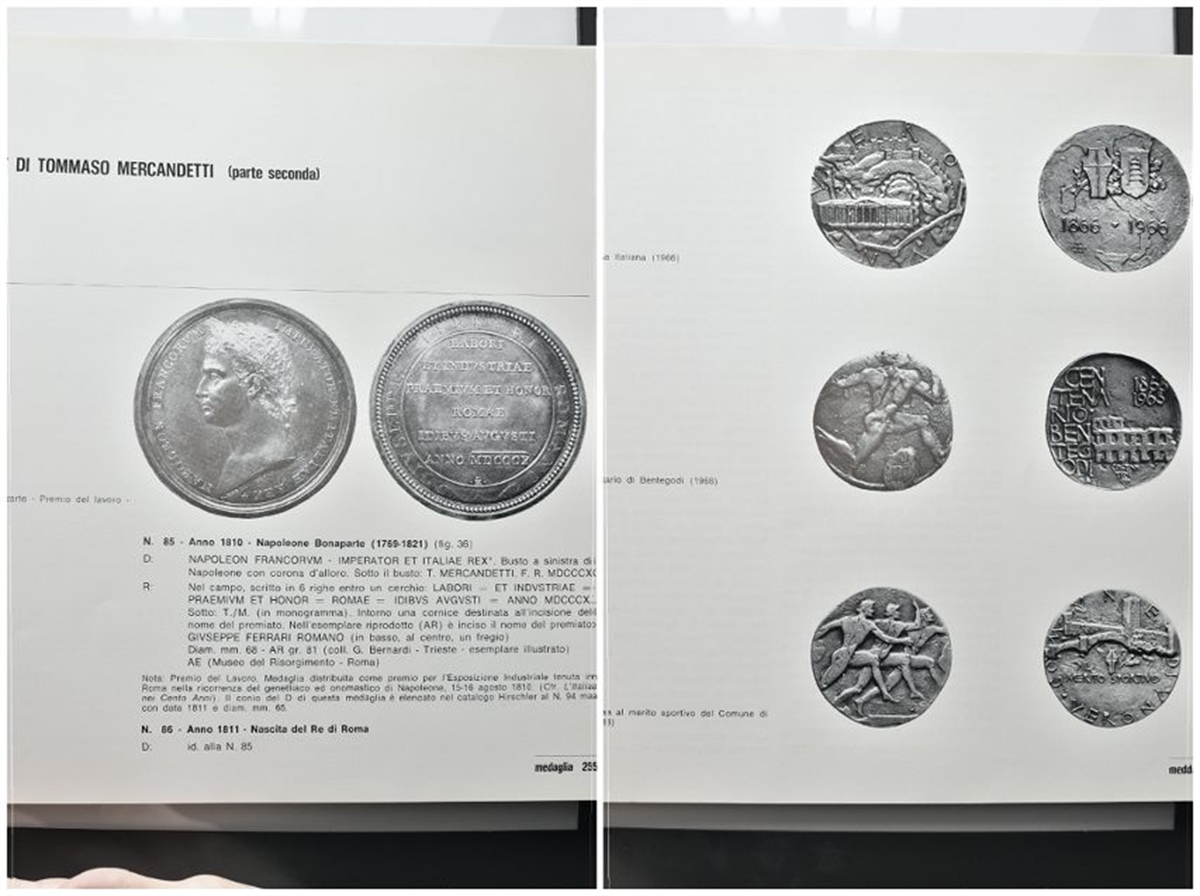 DI TOMMASO MERCANDETTI (parte seconda)
NAPOLEON FRANCORVM
LABORI
ET INDVSTRIAE
PRAEMIVM ET HONOR
ROMAE
IDIBVS AVGVSTI
ANNO MDCCCX
parte - Premio del lavoro -
N. 85 - Anno 1810 - Napoleone Bonaparte (1769-1821) (fig. 36)
D: NAPOLEON FRANCORVM - IMPERATOR ET ITALIAE REX*. Busto a sinistra di
Napoleone con corona d'alloro. Sotto il busto: T. MERCANDETTI. F. R. MDCCCX
R: Nel campo, scritto in 6 righe entro un cerchio: LABORI = ET INDVSTRIAE =
PRAEMIVM ET HONOR = ROMAE = IDIBVS AVGVSTI = ANNO MDCCCX.
Sotto: T./M. (in monogramma). Intorno una cornice destinata all'incisione del
nome del premiato. Nell'esemplare riprodotto (AR) è inciso il nome del premiato:
GIVSEPPE FERRARI ROMANO (in basso, al centro, un fregio)
Diam. mm. 68 - AR gr. 81 (coll. G. Bernardi - Trieste - esemplare illustrato)
AE (Museo del Risorgimento - Roma)
Nota: Premio del Lavoro. Medaglia distribuita come premio per l'Esposizione Industriale tenuta in
Roma nella ricorrenza del genetliaco ed onomastico di Napoleone, 15-16 agosto 1810. (Cfr. L'Italia
nei Cento Anni). Il conio del D di questa medaglia è elencato nel catalogo Hirschler al N. 94
con data 1811 e diam. mm. 65.
N. 86 - Anno 1811 - Nascita del Re di Roma
D: id. alla N. 85
medaglia 255
1866 · 1966
Italiana (1966)
CEN
TENA
RIO
BEN
TEGO
DI
1968
ario di Bentegodi (1968)
MERITO SPORTIVO
VERONA
al merito sportivo del Comune di